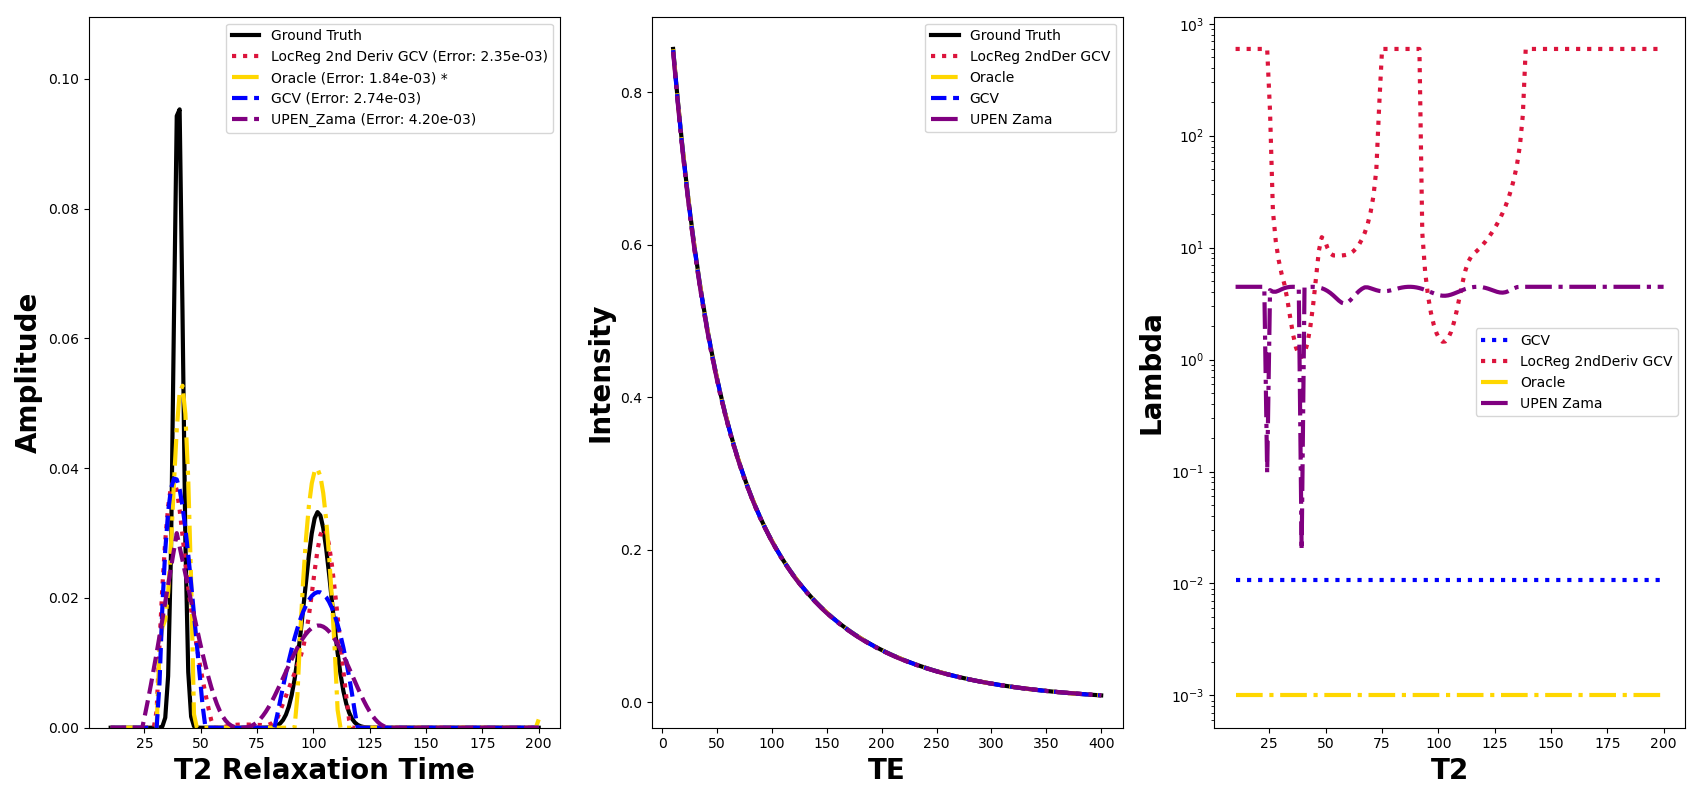 Ground Truth
LocReg 2nd Deriv GCV (Error: 2.35e-03)
Oracle (Error: 1.84e-03) *
GCV (Error: 2.74e-03)
UPEN_Zama (Error: 4.20e-03)
0.10
0.08
0.06
0.04
0.02
0.00
25 50 75 100 125 150 175 200
Amplitude
T2 Relaxation Time
Ground Truth
LocReg 2ndDer GCV
Oracle
GCV
UPEN Zama
0.8
0.6
0.4
0.2
0.0
0 50 100 150 200 250 300 350 400
Intensity
TE
10³
10²
10¹
10⁰
10⁻¹
10⁻²
10⁻³
GCV
LocReg 2ndDeriv GCV
Oracle
UPEN Zama
25 50 75 100 125 150 175 200
Lambda
T2